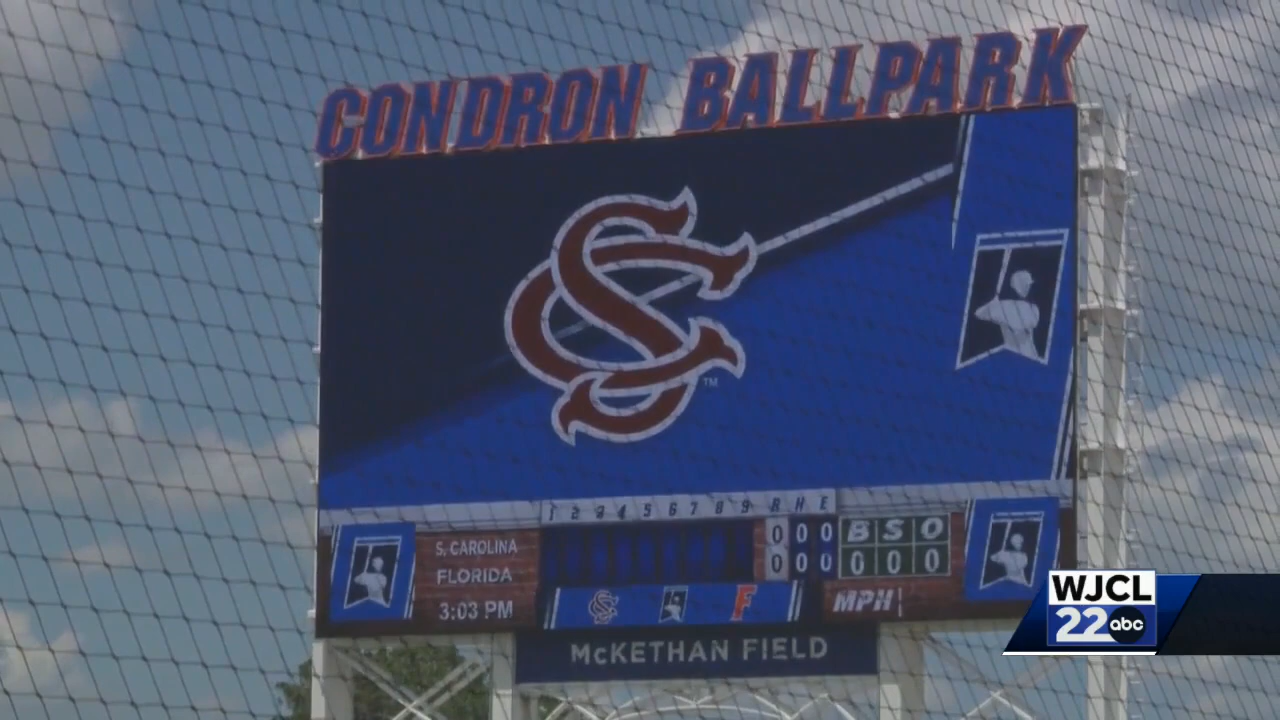 CONDRON BALLPARK
SC
TM
1 2 3 4 5 6 7 8 9 R H E
S. CAROLINA 0 0 0 B S O
FLORIDA 0 0 0 0 0 0
3:03 PM SC F MPH
McKETHAN FIELD
WJCL
22 abc